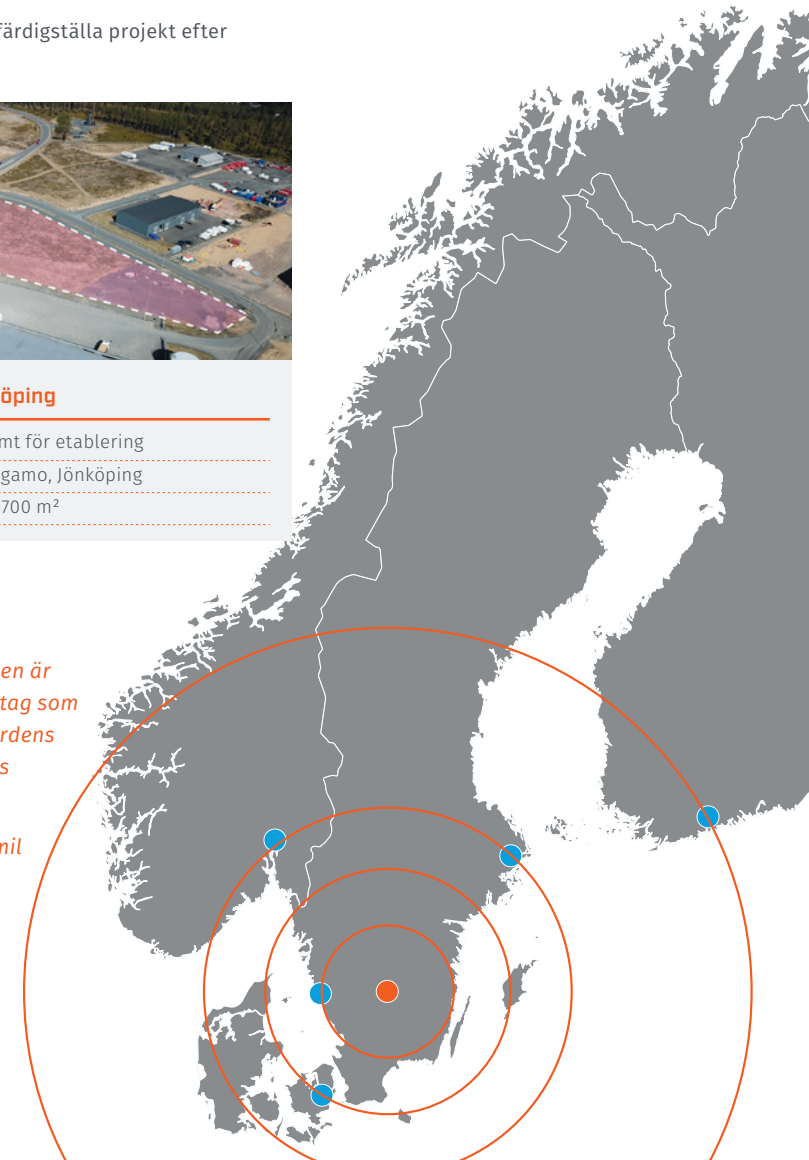 färdigställa projekt efter
öping
mt för etablering
gamo, Jönköping
700 m²
en är
tag som
rdens
s
mil